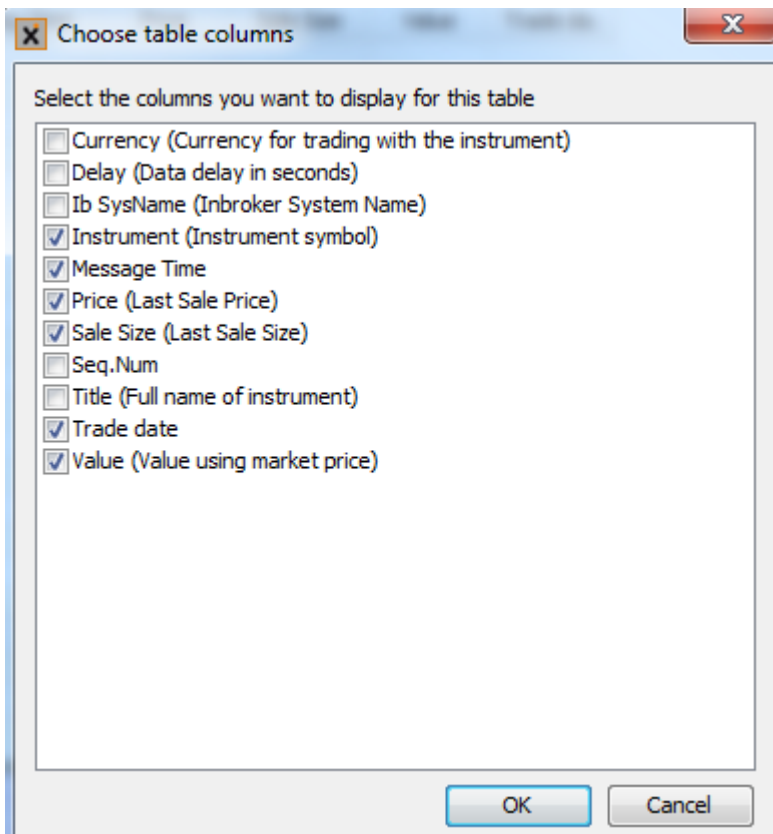 Choose table columns
Select the columns you want to display for this table
Currency (Currency for trading with the instrument)
Delay (Data delay in seconds)
Ib SysName (Inbroker System Name)
Instrument (Instrument symbol)
Message Time
Price (Last Sale Price)
Sale Size (Last Sale Size)
Seq.Num
Title (Full name of instrument)
Trade date
Value (Value using market price)
OK Cancel